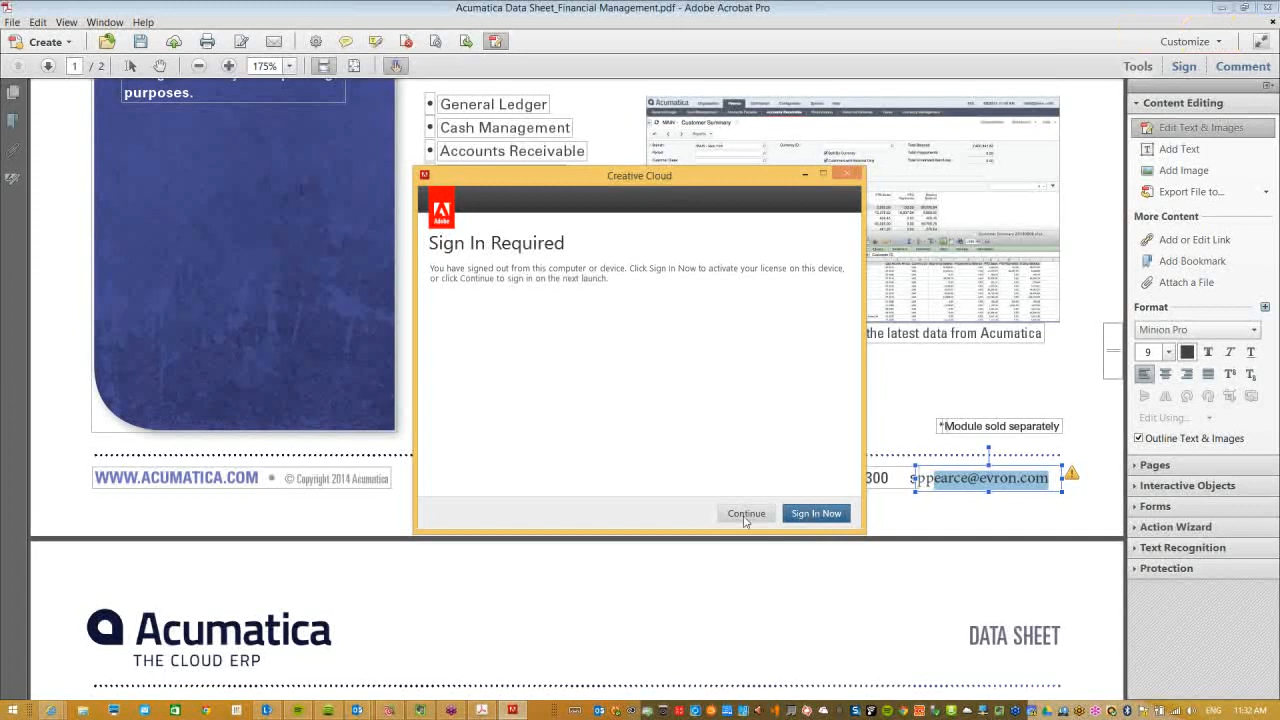 Acumatica Data Sheet_Financial Management.pdf - Adobe Acrobat Pro
File Edit View Window Help
Create
Customize
1 / 2
175%
Tools Sign Comment
purposes.
• General Ledger
• Cash Management
• Accounts Receivable
Acumatica
Customer Summary
Creative Cloud
Adobe
Sign In Required
You have signed out from this computer or device. Click Sign In Now to activate your license on this device,
or click Continue to sign in on the next launch.
Continue
Sign In Now
the latest data from Acumatica
*Module sold separately
WWW.ACUMATICA.COM • © Copyright 2014 Acumatica
300
sppearce@evron.com
Acumatica
THE CLOUD ERP
DATA SHEET
Content Editing
Edit Text & Images
Add Text
Add Image
Export File to...
More Content
Add or Edit Link
Add Bookmark
Attach a File
Format
Minion Pro
9
Edit Using...
Outline Text & Images
Pages
Interactive Objects
Forms
Action Wizard
Text Recognition
Protection
ENG 11:32 AM